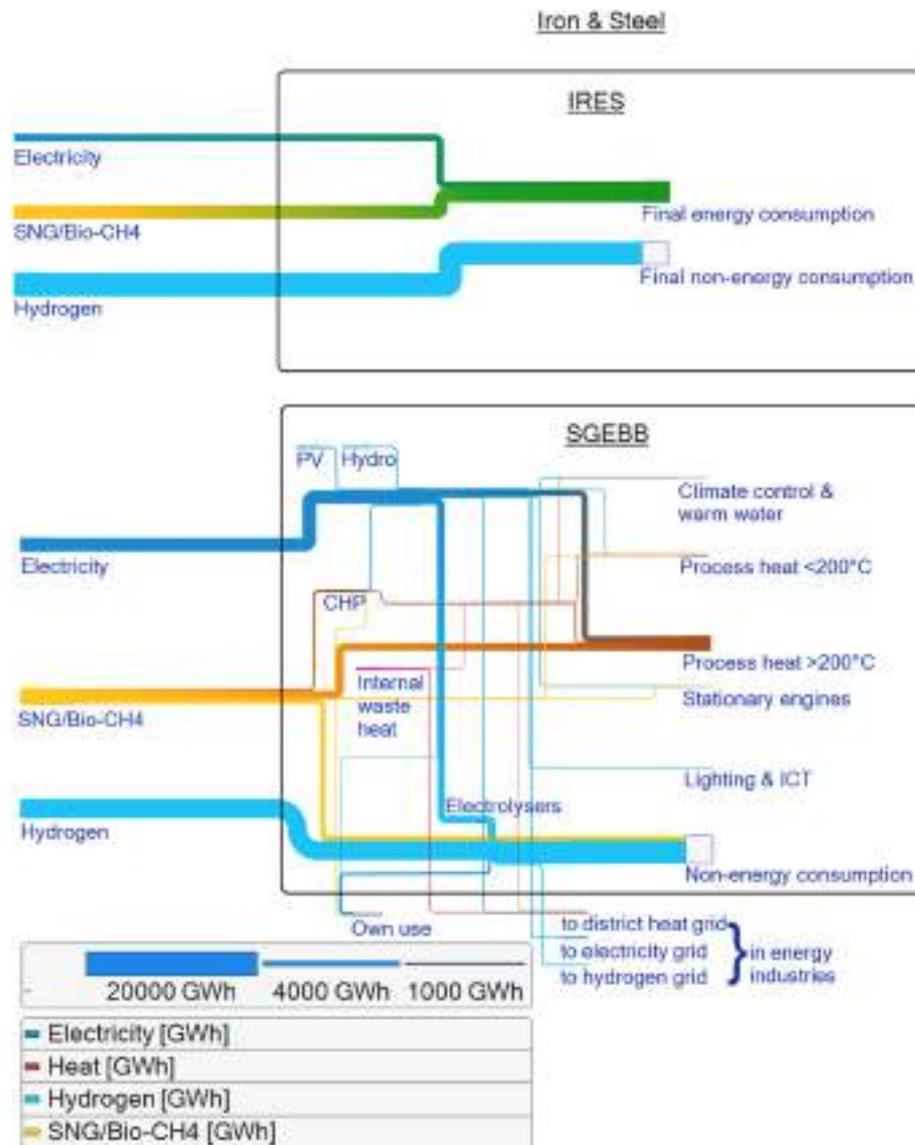 Iron & Steel
IRES
Electricity
SNG/Bio-CH4
Hydrogen
Final energy consumption
Final non-energy consumption
SGEBB
PV
Hydro
Climate control &
warm water
Electricity
Process heat <200°C
CHP
Process heat >200°C
Internal
waste
heat
SNG/Bio-CH4
Stationary engines
Lighting & ICT
Electrolysers
Hydrogen
Non-energy consumption
Own use
to district heat grid
to electricity grid
to hydrogen grid
in energy
industries
20000 GWh
4000 GWh
1000 GWh
Electricity [GWh]
Heat [GWh]
Hydrogen [GWh]
SNG/Bio-CH4 [GWh]